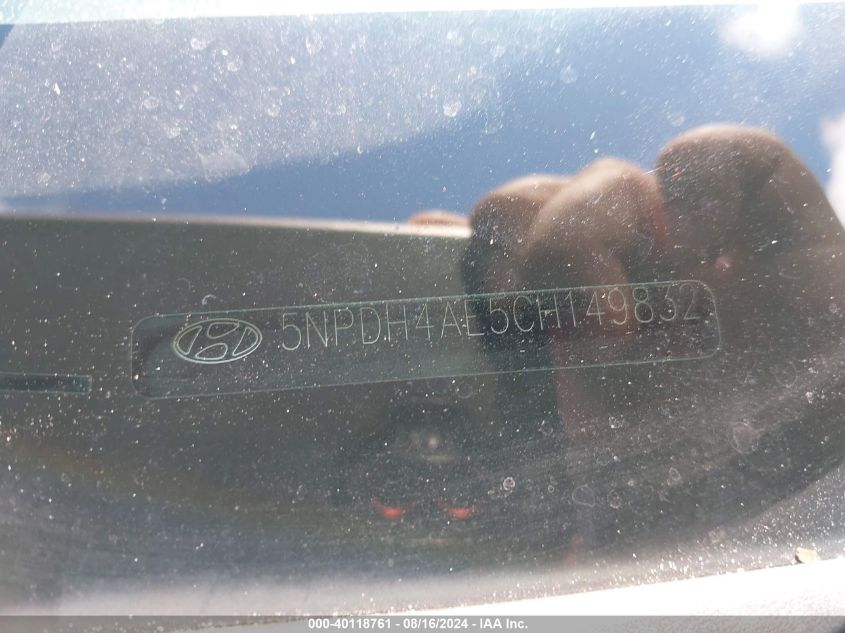 5NPDH4AE5CH149832
000-40118761 - 08/16/2024 - IAA Inc.